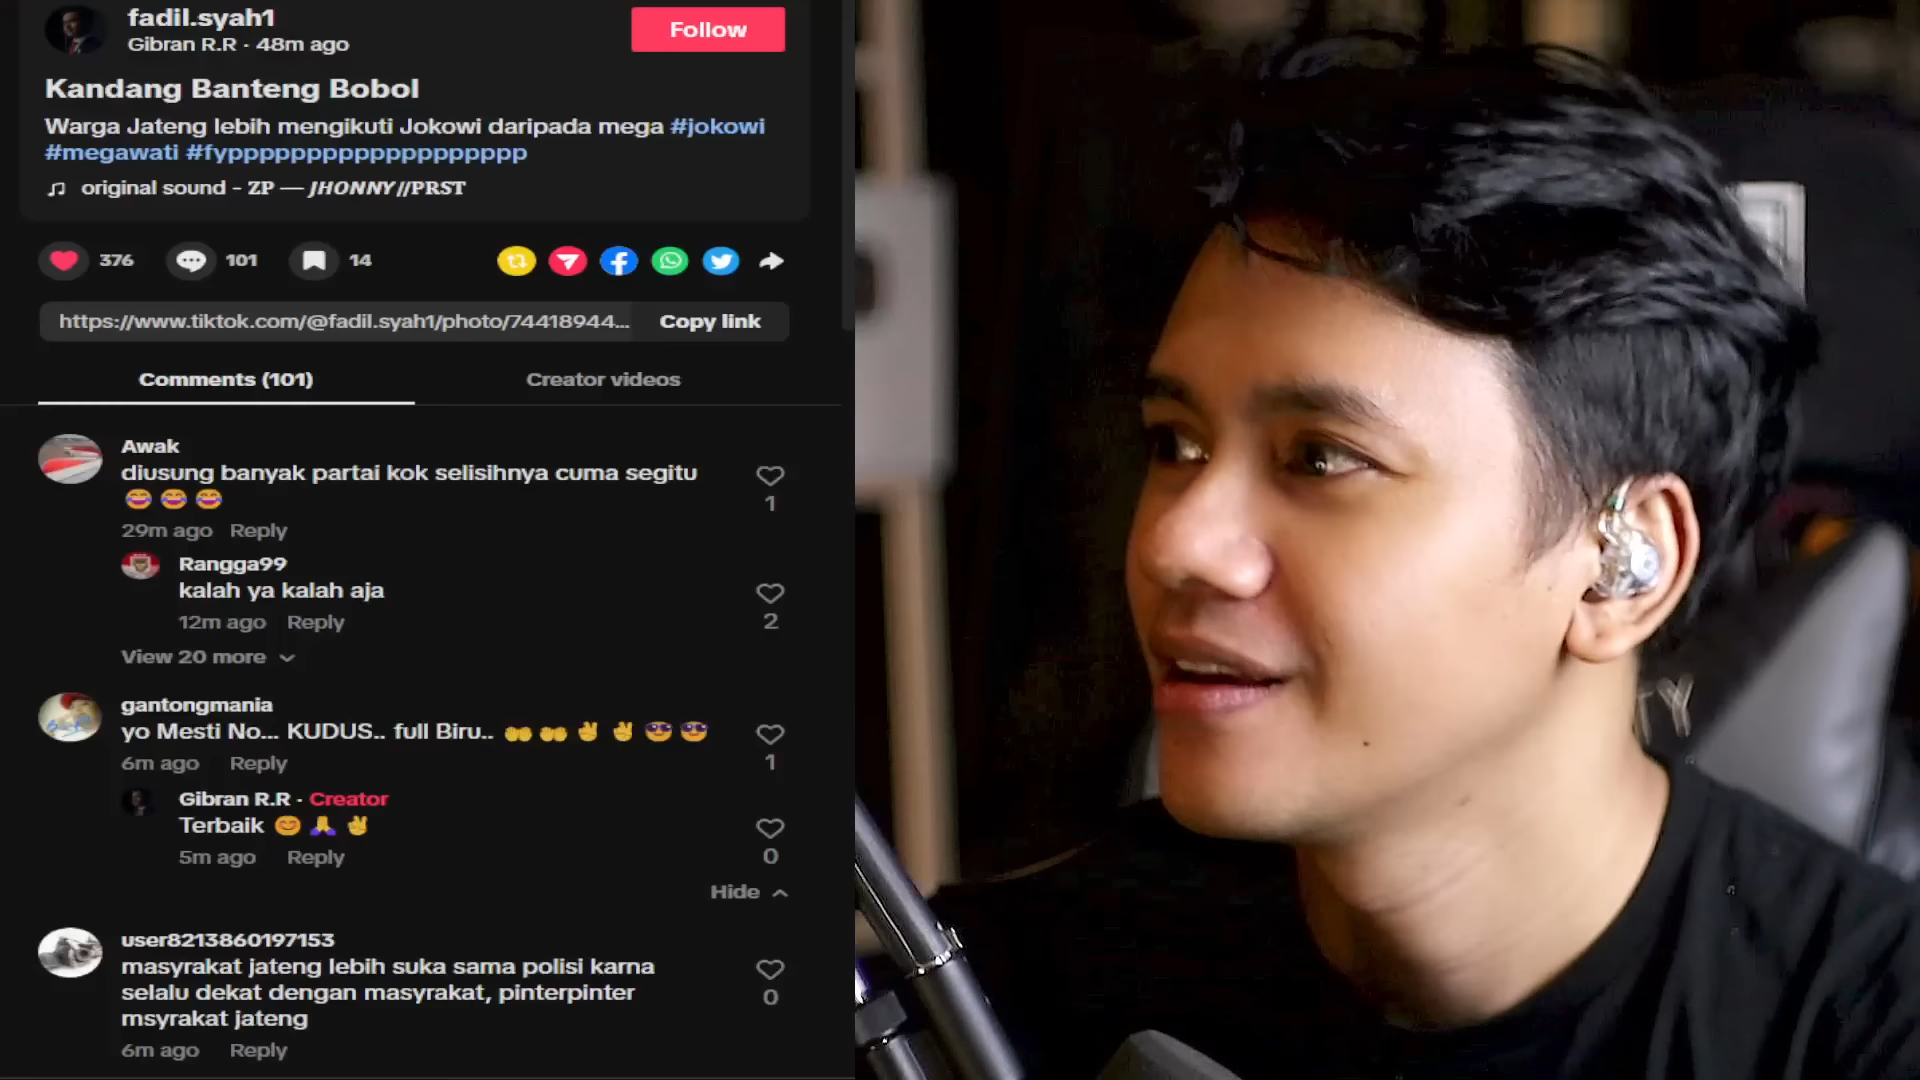 fadil.syah1
Gibran R.R · 48m ago
Follow
Kandang Banteng Bobol
Warga Jateng lebih mengikuti Jokowi daripada mega #jokowi
#megawati #fyppppppppppppppppppp
original sound - ZP — JHONNY//PRST
376
101
14
https://www.tiktok.com/@fadil.syah1/photo/74418944...
Copy link
Comments (101)
Creator videos
Awak
diusung banyak partai kok selisihnya cuma segitu
😂 😂 😂
1
29m ago Reply
Rangga99
kalah ya kalah aja
12m ago Reply
2
View 20 more
gantongmania
yo Mesti No... KUDUS.. full Biru.. 🤲 🤲 ✌ ✌ 😎 😎
6m ago Reply
1
Gibran R.R · Creator
Terbaik 😊 🙏 ✌
5m ago Reply
0
Hide
user8213860197153
masyrakat jateng lebih suka sama polisi karna
selalu dekat dengan masyrakat, pinterpinter
msyrakat jateng
0
6m ago Reply